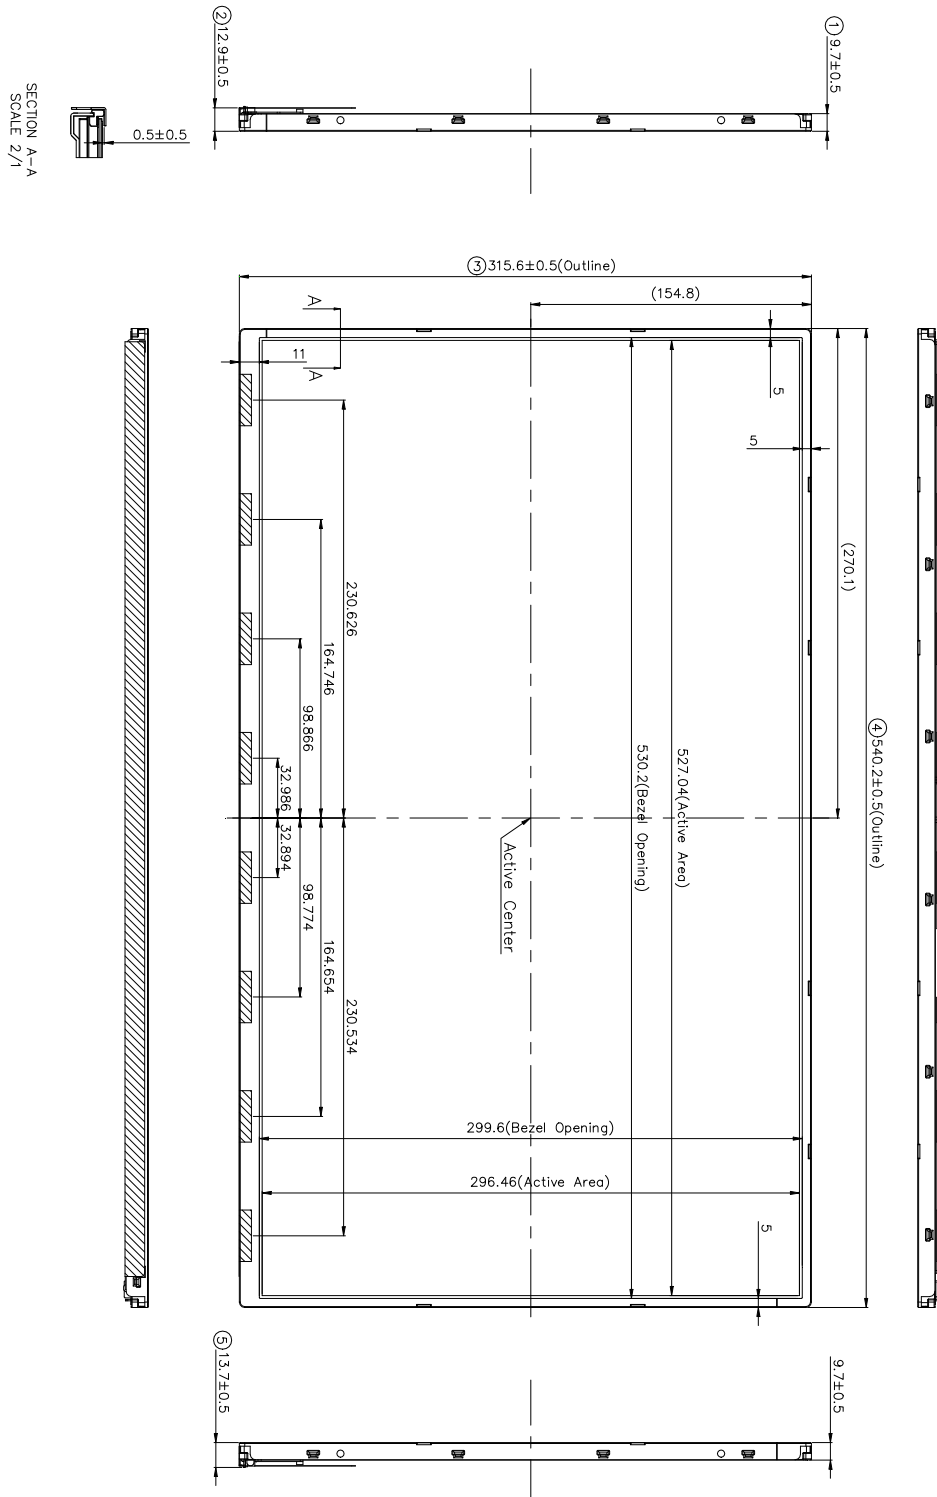 ②12.9±0.5
①9.7±0.5
SECTION A-A
SCALE 2/1
0.5±0.5
③315.6±0.5(Outline)
(154.8)
A
A
11
5
5
(270.1)
④540.2±0.5(Outline)
230.626
164.746
98.866
32.986
32.894
98.774
164.654
230.534
530.2(Bezel Opening)
527.04(Active Area)
Active Center
299.6(Bezel Opening)
296.46(Active Area)
5
⑤13.7±0.5
9.7±0.5